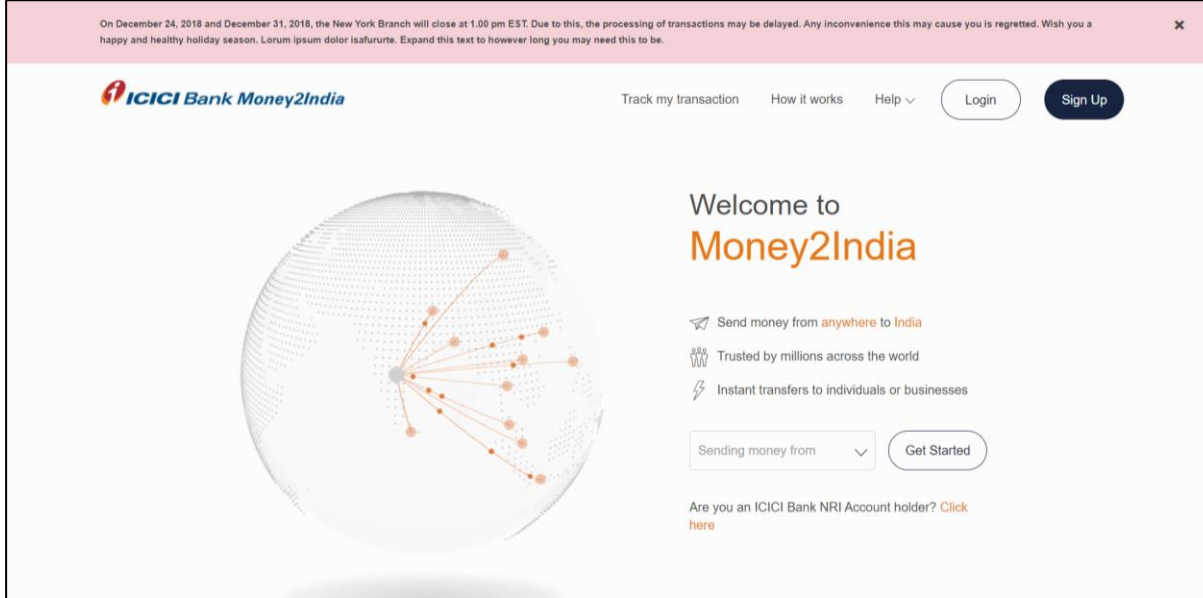 On December 24, 2018 and December 31, 2018, the New York Branch will close at 1.00 pm EST. Due to this, the processing of transactions may be delayed. Any inconvenience this may cause you is regretted. Wish you a
happy and healthy holiday season. Lorum ipsum dolor isafururte. Expand this text to however long you may need this to be.
ICICI Bank Money2India
Track my transaction
How it works
Help
Login
Sign Up
Welcome to
Money2India
Send money from anywhere to India
Trusted by millions across the world
Instant transfers to individuals or businesses
Sending money from
Get Started
Are you an ICICI Bank NRI Account holder? Click
here